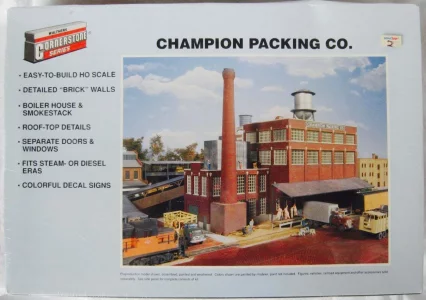 WALTHERS
CORNERSTONE
SERIES
CHAMPION PACKING CO.
· EASY-TO-BUILD HO SCALE
· DETAILED "BRICK" WALLS
· BOILER HOUSE &
SMOKESTACK
· ROOF-TOP DETAILS
· SEPARATE DOORS &
WINDOWS
· FITS STEAM- OR DIESEL
ERAS
· COLORFUL DECAL SIGNS